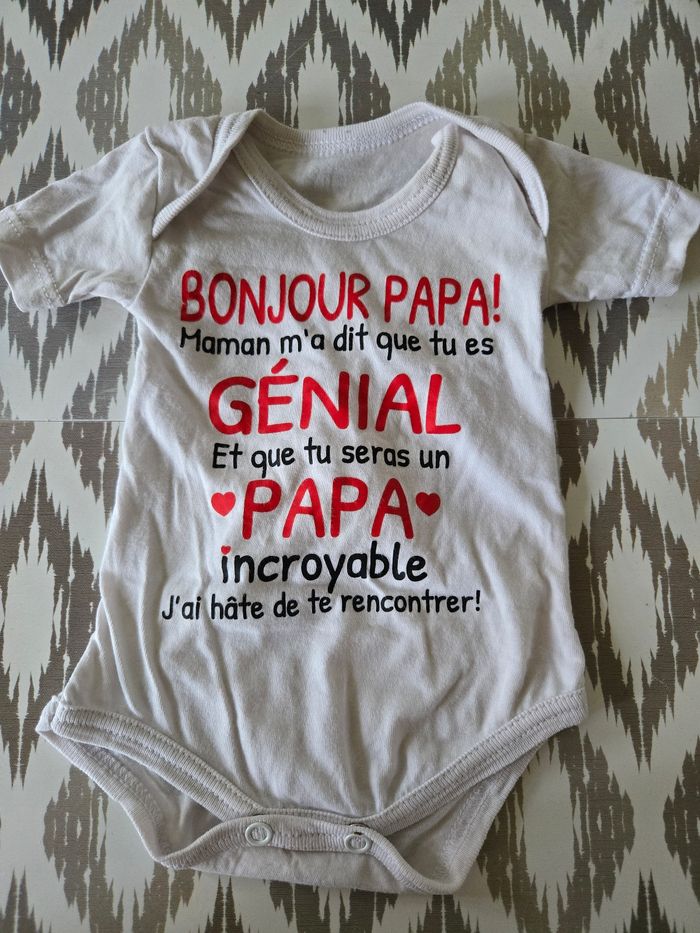 BONJOUR PAPA!
Maman m'a dit que tu es
GÉNIAL
Et que tu seras un
PAPA
incroyable
J'ai hâte de te rencontrer!